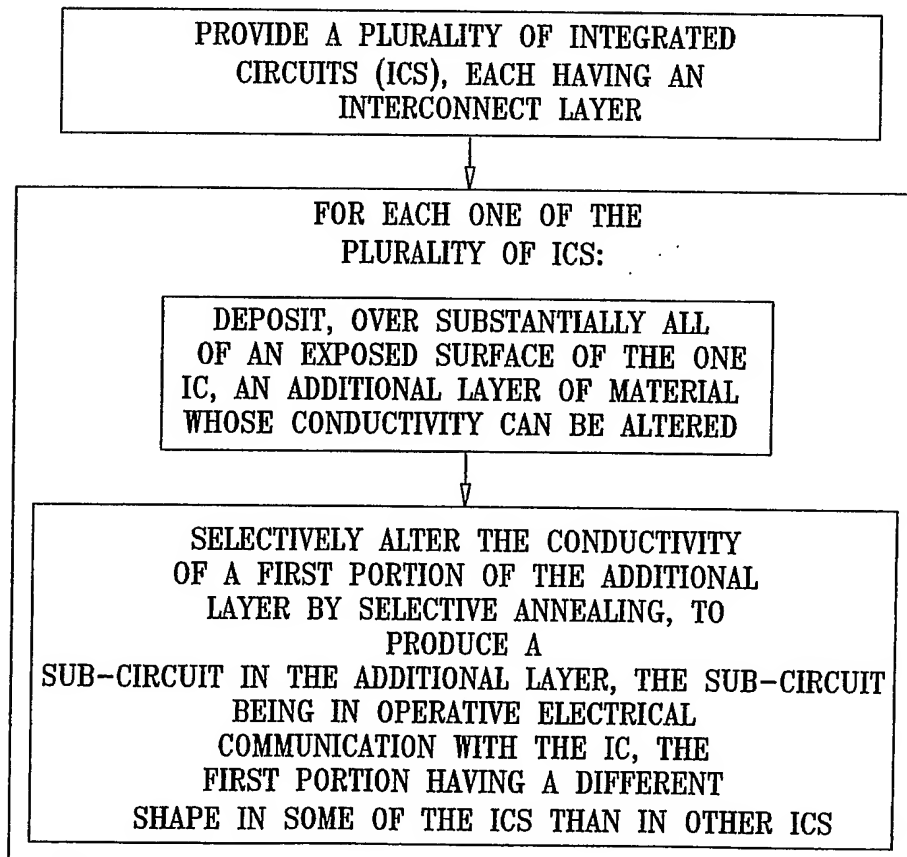 PROVIDE A PLURALITY OF INTEGRATED
CIRCUITS (ICS), EACH HAVING AN
INTERCONNECT LAYER
FOR EACH ONE OF THE
PLURALITY OF ICS:
DEPOSIT, OVER SUBSTANTIALLY ALL
OF AN EXPOSED SURFACE OF THE ONE
IC, AN ADDITIONAL LAYER OF MATERIAL
WHOSE CONDUCTIVITY CAN BE ALTERED
SELECTIVELY ALTER THE CONDUCTIVITY
OF A FIRST PORTION OF THE ADDITIONAL
LAYER BY SELECTIVE ANNEALING, TO
PRODUCE A
SUB-CIRCUIT IN THE ADDITIONAL LAYER, THE SUB-CIRCUIT
BEING IN OPERATIVE ELECTRICAL
COMMUNICATION WITH THE IC, THE
FIRST PORTION HAVING A DIFFERENT
SHAPE IN SOME OF THE ICS THAN IN OTHER ICS